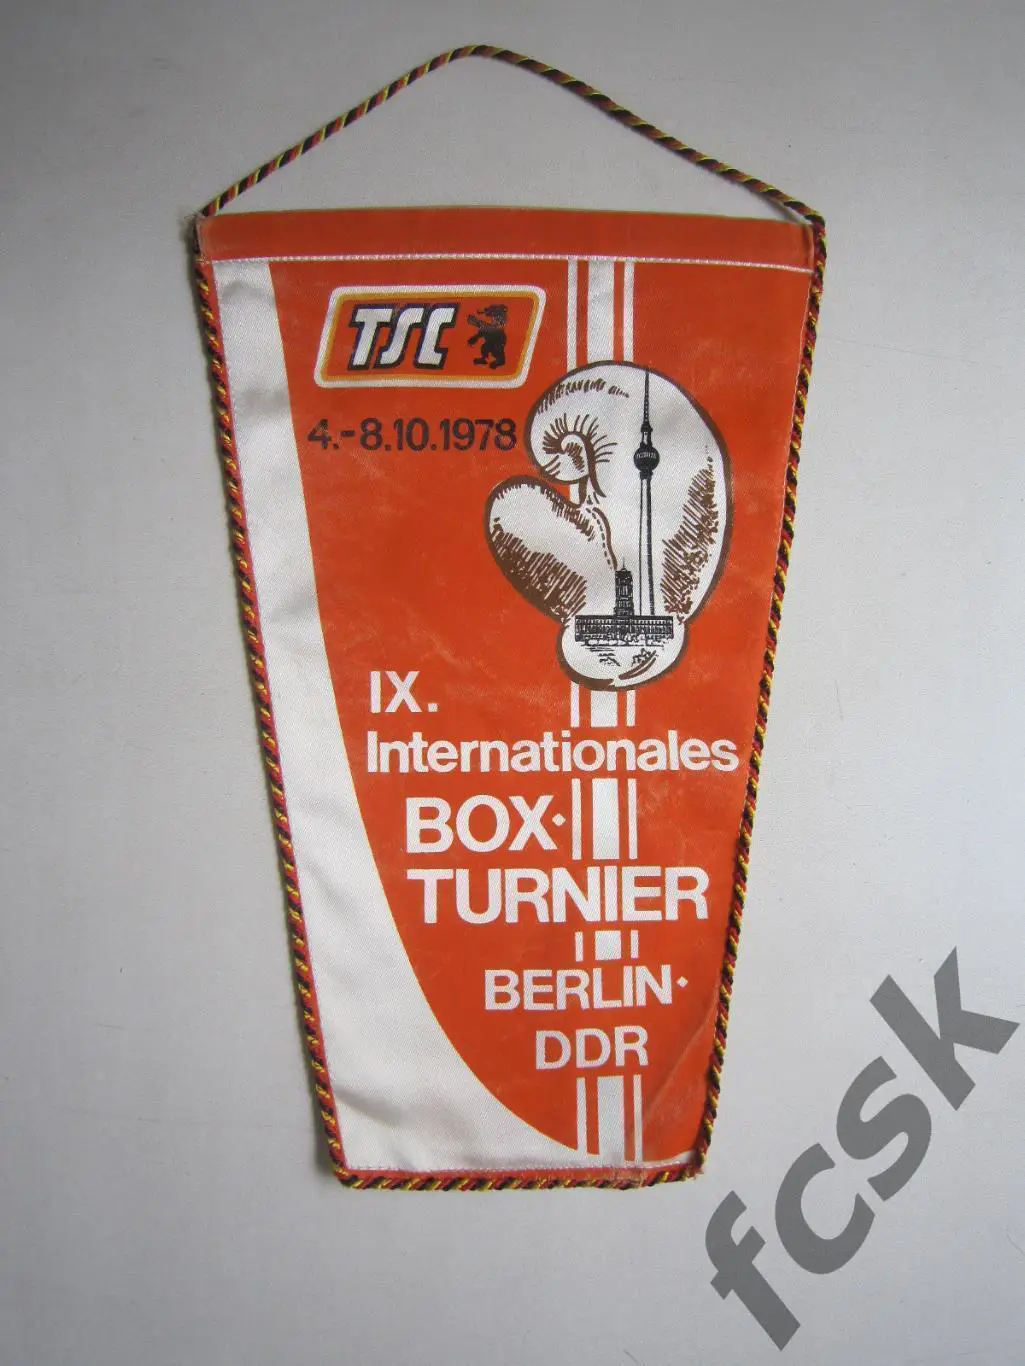 TSC
4.-8.10.1978
IX.
Internationales
BOX·
TURNIER
BERLIN·
DDR
fcsk